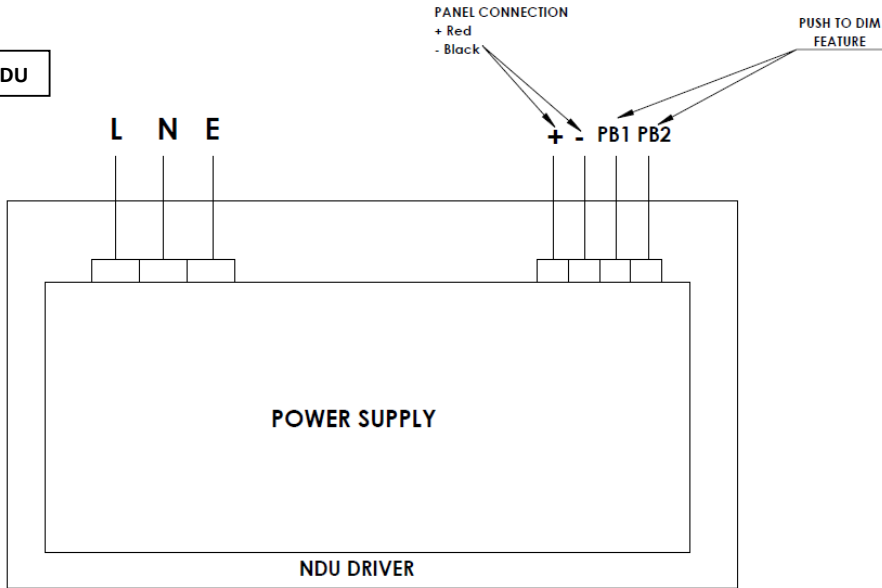 PANEL CONNECTION
+ Red
- Black
PUSH TO DIM
FEATURE
DU
L N E
+ - PB1 PB2
POWER SUPPLY
NDU DRIVER